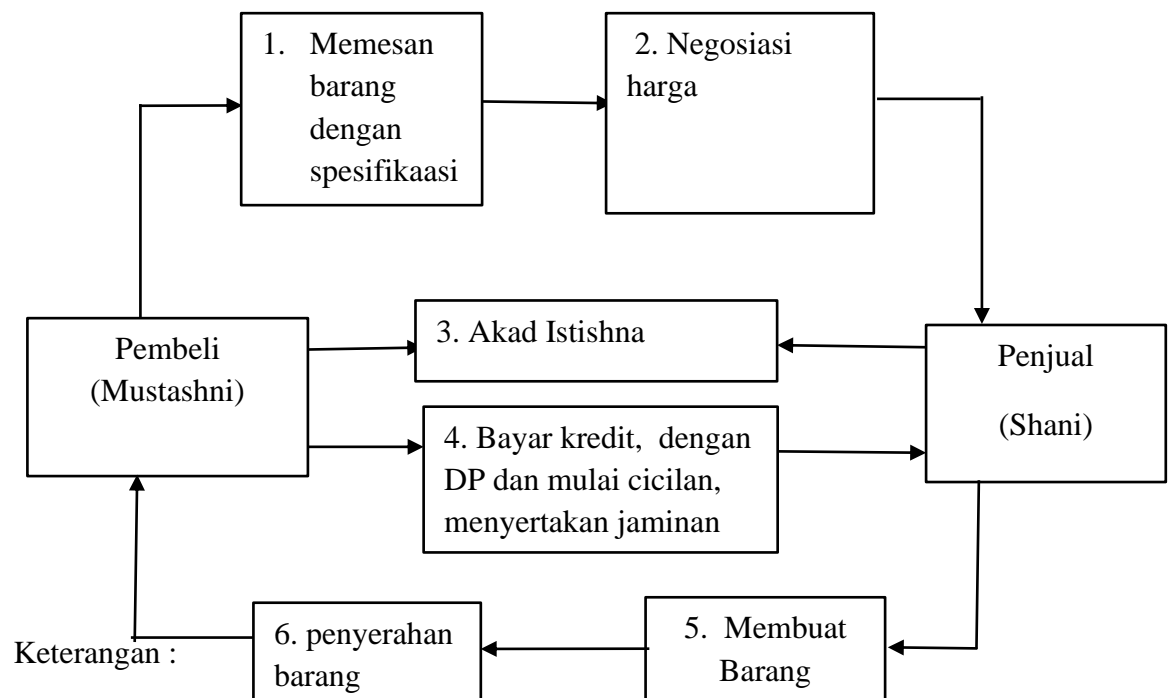 1. Memesan
barang
dengan
spesifikaasi
2. Negosiasi
harga
3. Akad Istishna
Pembeli
(Mustashni)
Penjual
(Shani)
4. Bayar kredit, dengan
DP dan mulai cicilan,
menyertakan jaminan
5. Membuat
Barang
6. penyerahan
barang
Keterangan :